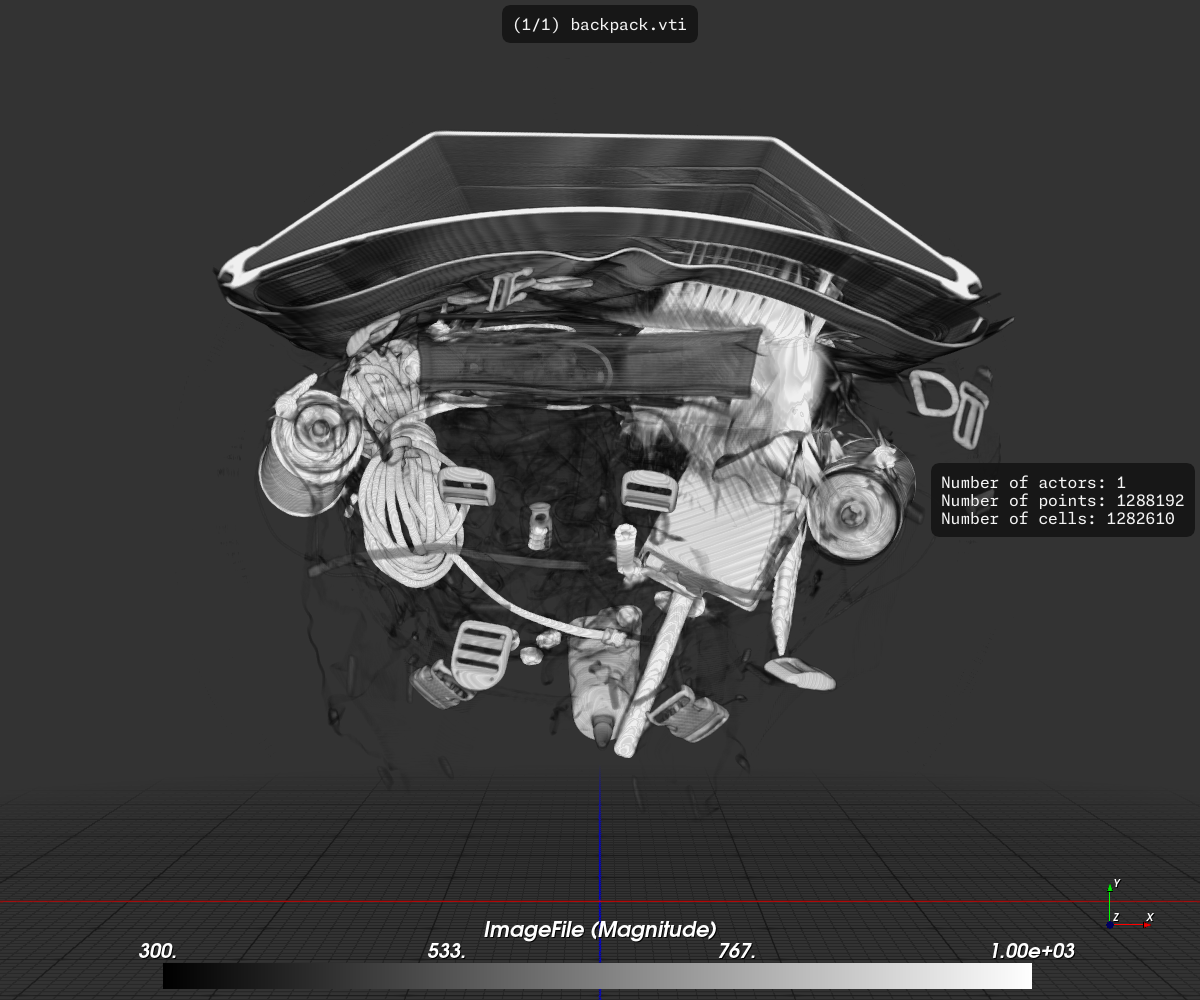 (1/1) backpack.vti
Number of actors: 1
Number of points: 1288192
Number of cells: 1282610
Y
Z X
ImageFile (Magnitude)
300. 533. 767. 1.00e+03